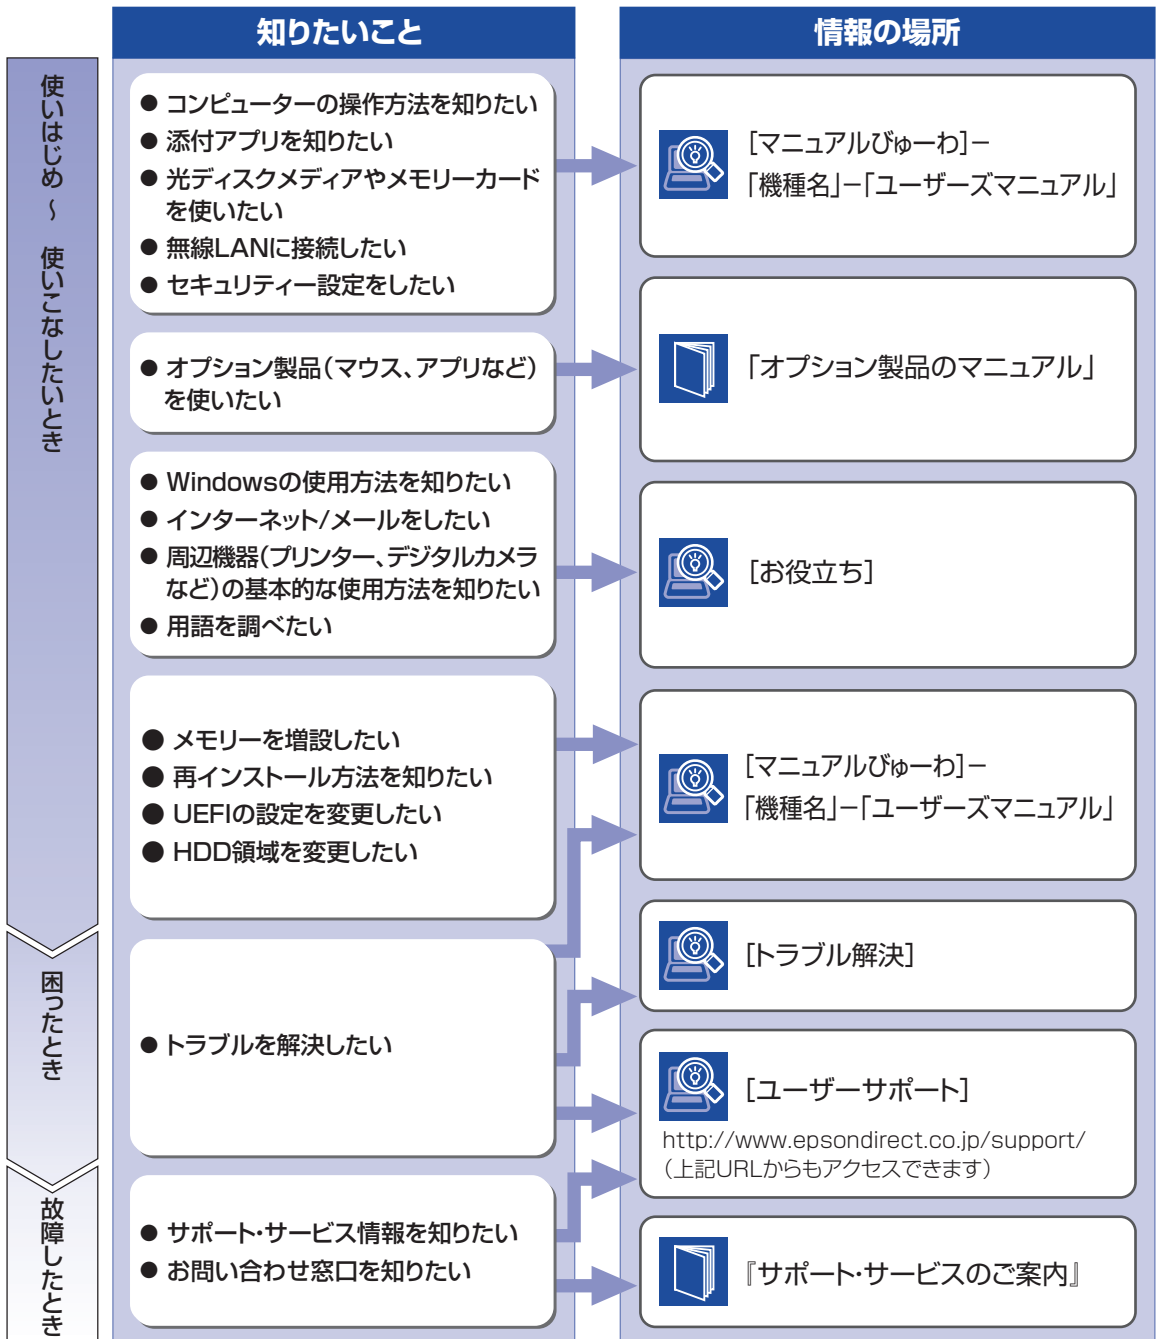 知りたいこと
情報の場所
使いはじめ ～ 使いこなしたいとき
● コンピューターの操作方法を知りたい
● 添付アプリを知りたい
● 光ディスクメディアやメモリーカード
を使いたい
● 無線LANに接続したい
● セキュリティー設定をしたい
[マニュアルびゅーわ]－
「機種名」－「ユーザーズマニュアル」
● オプション製品（マウス、アプリなど）
を使いたい
「オプション製品のマニュアル」
● Windowsの使用方法を知りたい
● インターネット/メールをしたい
● 周辺機器（プリンター、デジタルカメラ
など）の基本的な使用方法を知りたい
● 用語を調べたい
[お役立ち]
● メモリーを増設したい
● 再インストール方法を知りたい
● UEFIの設定を変更したい
● HDD領域を変更したい
[マニュアルびゅーわ]－
「機種名」－「ユーザーズマニュアル」
困ったとき
● トラブルを解決したい
[トラブル解決]
[ユーザーサポート]
http://www.epsondirect.co.jp/support/
（上記URLからもアクセスできます）
故障したとき
● サポート・サービス情報を知りたい
● お問い合わせ窓口を知りたい
『サポート・サービスのご案内』